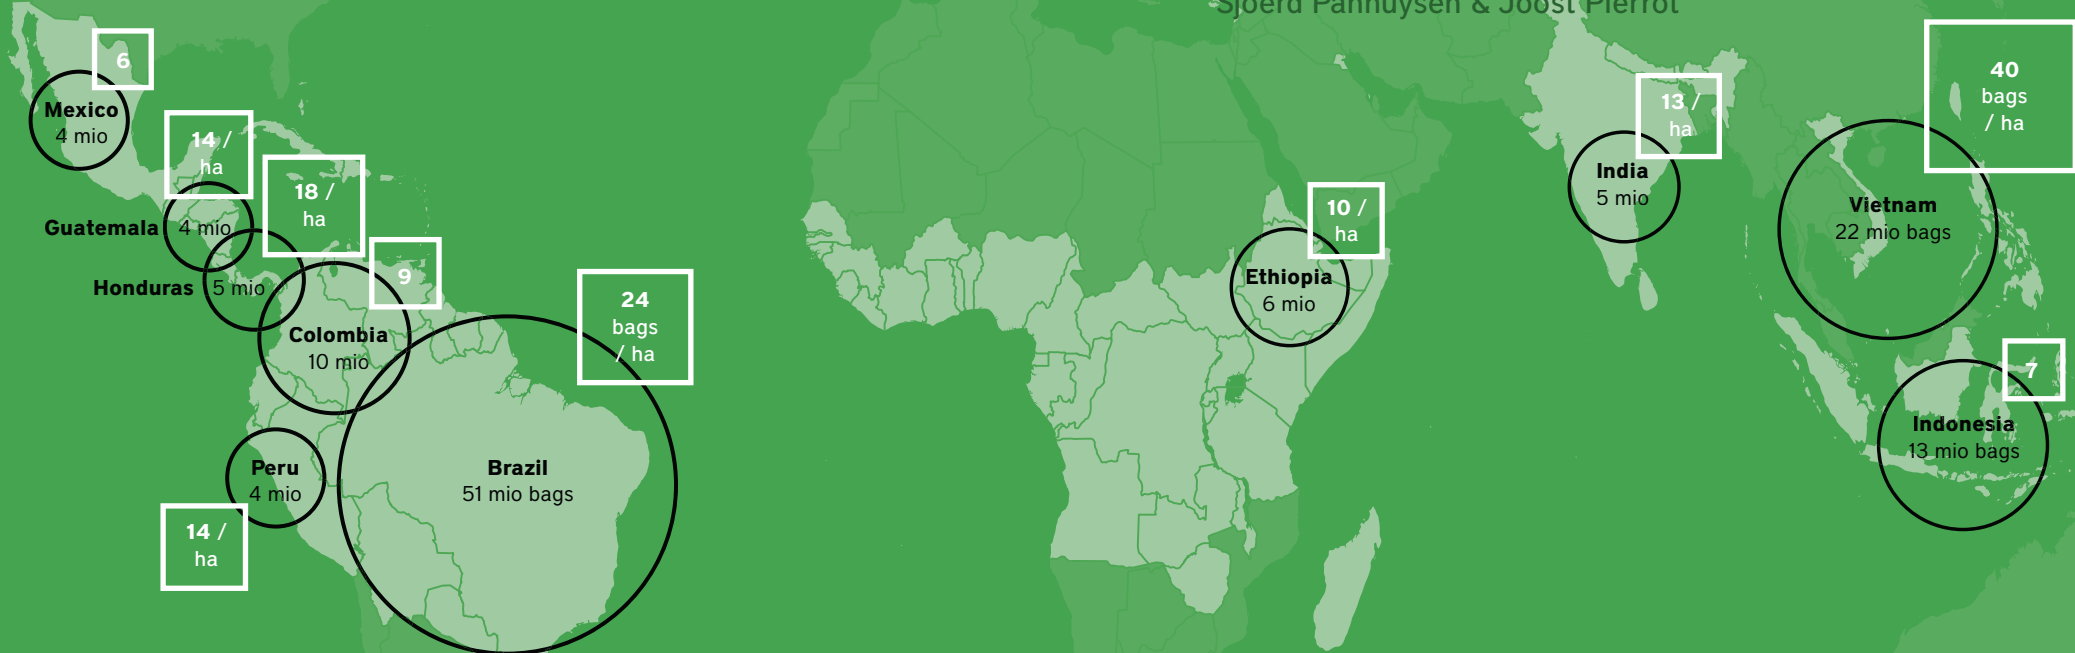 Sjoerd Panhuysen & Joost Pierrot
6
Mexico
4 mio
14 /
ha
18 /
ha
Guatemala
4 mio
Honduras
5 mio
9
Colombia
10 mio
24
bags
/ ha
Peru
4 mio
14 /
ha
Brazil
51 mio bags
10 /
ha
Ethiopia
6 mio
13 /
ha
India
5 mio
40
bags
/ ha
Vietnam
22 mio bags
7
Indonesia
13 mio bags